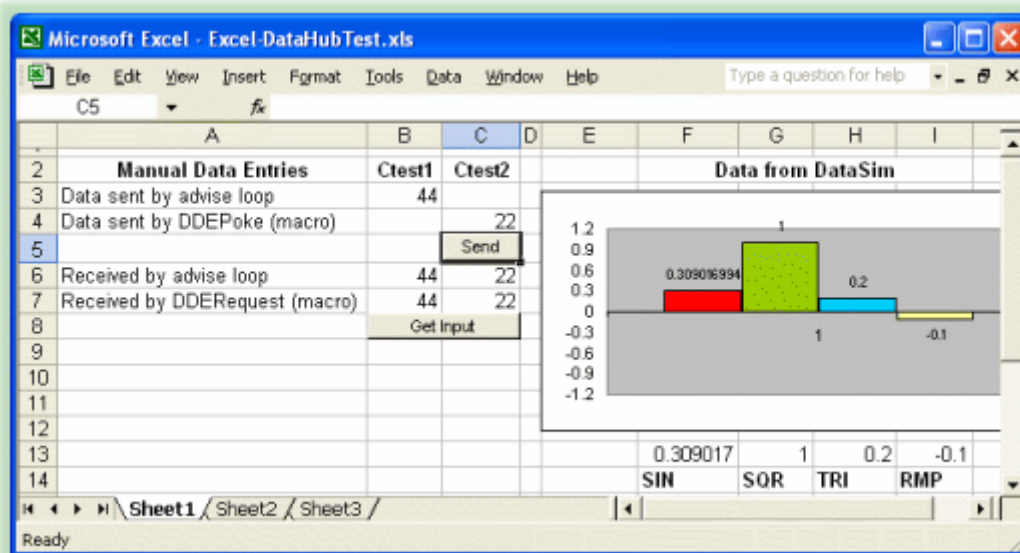 Microsoft Excel - Excel-DataHubTest.xls
File Edit View Insert Format Tools Data Window Help Type a question for help
C5 fx
A B C D E F G H I
2 Manual Data Entries Ctest1 Ctest2 Data from DataSim
3 Data sent by advise loop 44
4 Data sent by DDEPoke (macro) 22
5 Send
6 Received by advise loop 44 22
7 Received by DDERequest (macro) 44 22
8 Get Input
9
10
11
12
1.2
0.9
0.6
0.3
0
-0.3
-0.6
-0.9
-1.2
0.309016994
1
0.2
1
-0.1
13 0.309017 1 0.2 -0.1
14 SIN SQR TRI RMP
Sheet1 Sheet2 Sheet3
Ready